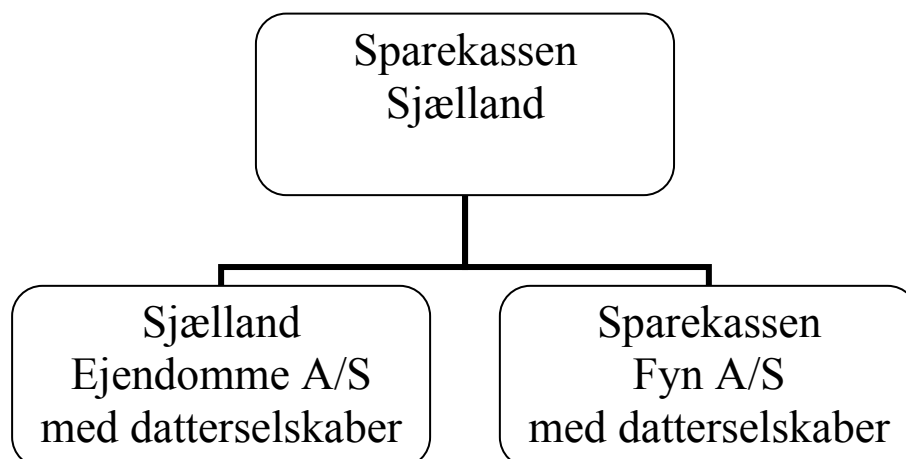 Sparekassen
Sjælland
Sjælland
Ejendomme A/S
med datterselskaber
Sparekassen
Fyn A/S
med datterselskaber